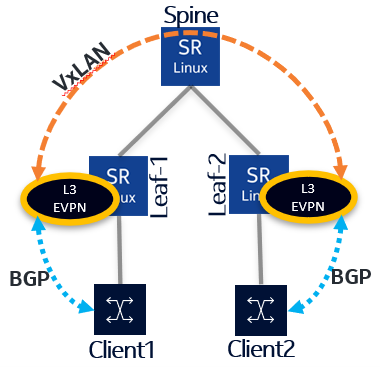 Spine
SR
Linux
VxLAN
SR
Linux
Leaf-1
L3
EVPN
Leaf-2
SR
Linux
L3
EVPN
BGP
BGP
Client1
Client2